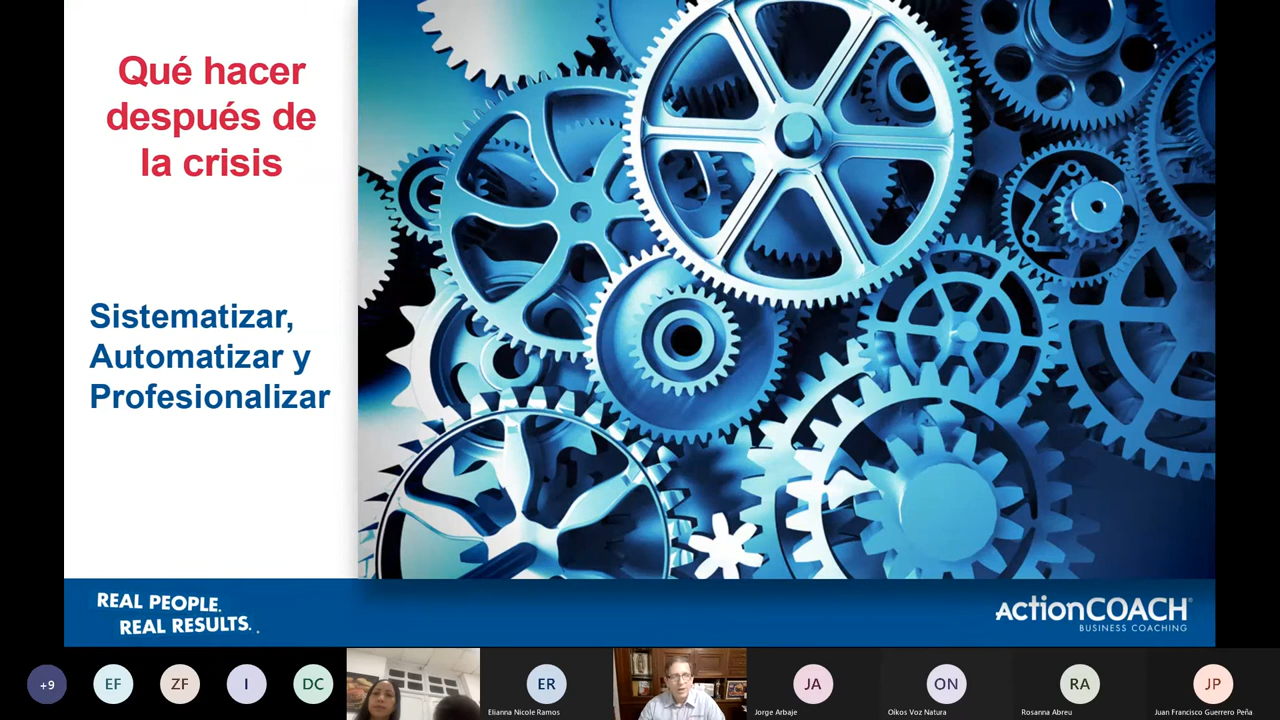 Qué hacer
después de
la crisis
Sistematizar,
Automatizar y
Profesionalizar
REAL PEOPLE.
REAL RESULTS.
ACTIONCOACH
BUSINESS COACHING
+9
EF
ZF
I
DC
ER
Elianna Nicole Ramos
JA
Jorge Arbaje
ON
Oikos Voz Natura
RA
Rosanna Abreu
JP
Juan Francisco Guerrero Peña